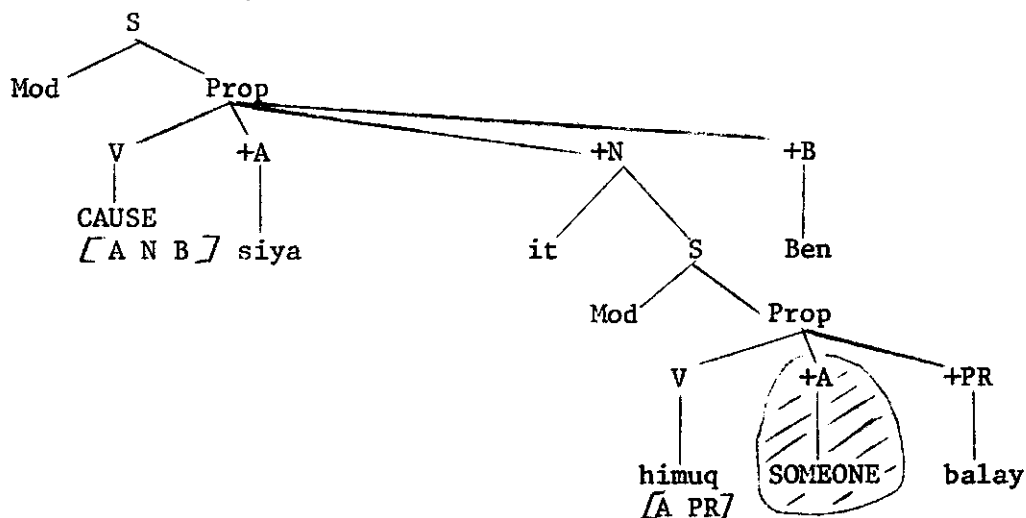 S
Mod Prop
V +A +N +B
CAUSE
[A N B] siya it S Ben
Mod Prop
V +A +PR
himuq SOMEONE balay
[A PR]